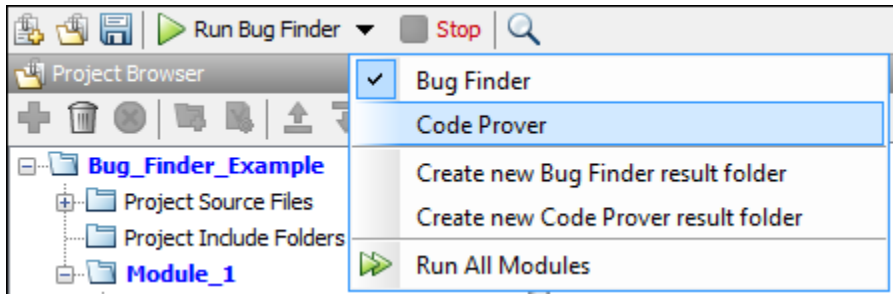 Run Bug Finder
Stop
Project Browser
Bug Finder
Code Prover
Create new Bug Finder result folder
Create new Code Prover result folder
Run All Modules
Bug_Finder_Example
Project Source Files
Project Include Folders
Module_1